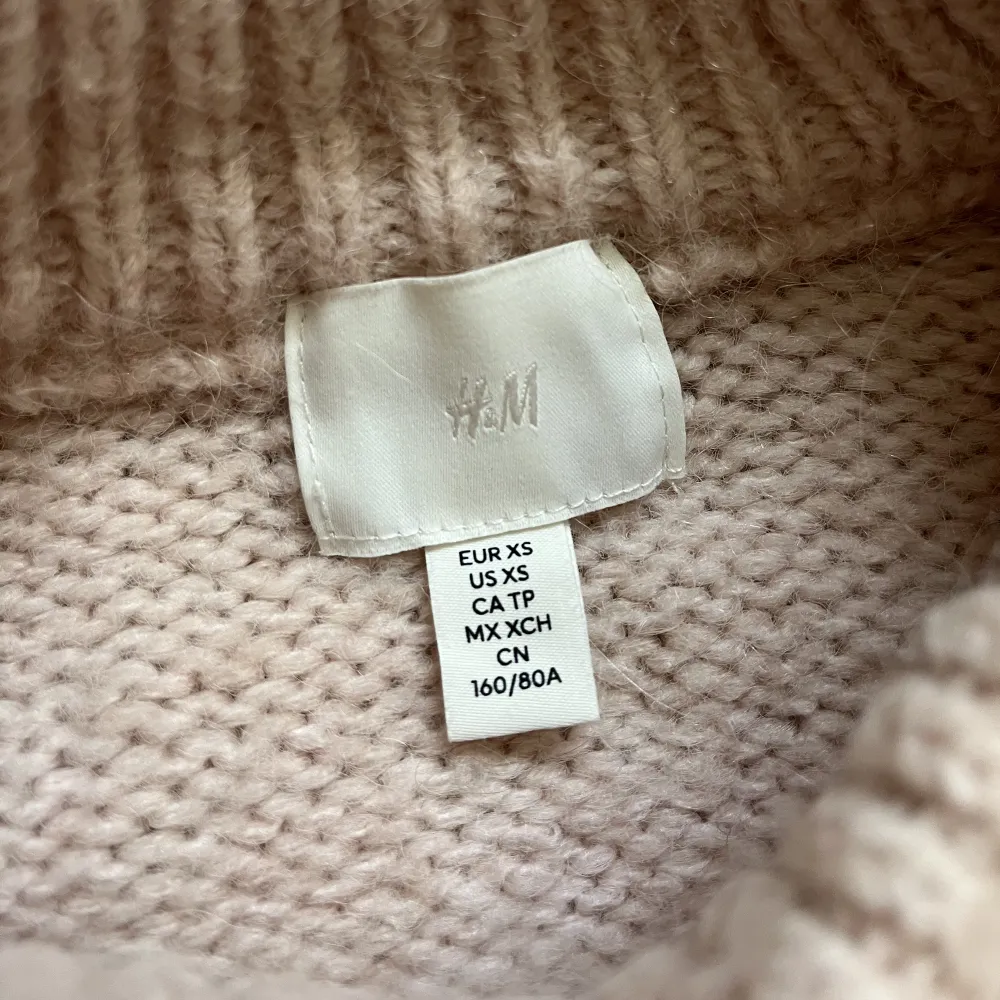 H&M
EUR XS
US XS
CA TP
MX XCH
CN
160/80A